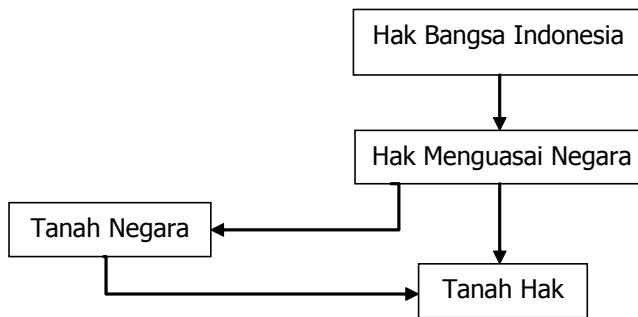 Hak Bangsa Indonesia
Hak Menguasai Negara
Tanah Negara
Tanah Hak